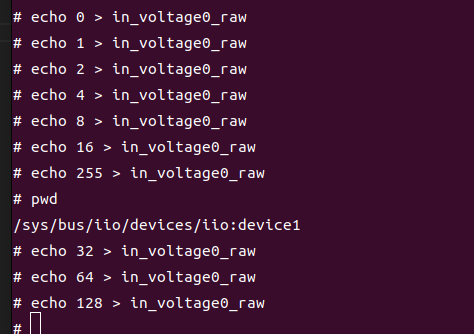 # echo 0 > in_voltage0_raw
# echo 1 > in_voltage0_raw
# echo 2 > in_voltage0_raw
# echo 4 > in_voltage0_raw
# echo 8 > in_voltage0_raw
# echo 16 > in_voltage0_raw
# echo 255 > in_voltage0_raw
# pwd
/sys/bus/iio/devices/iio:device1
# echo 32 > in_voltage0_raw
# echo 64 > in_voltage0_raw
# echo 128 > in_voltage0_raw
#